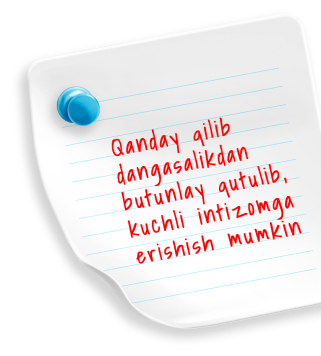 Qanday qilib
dangasalikdan
butunlay qutulib,
kuchli intizomga
erishish mumkin